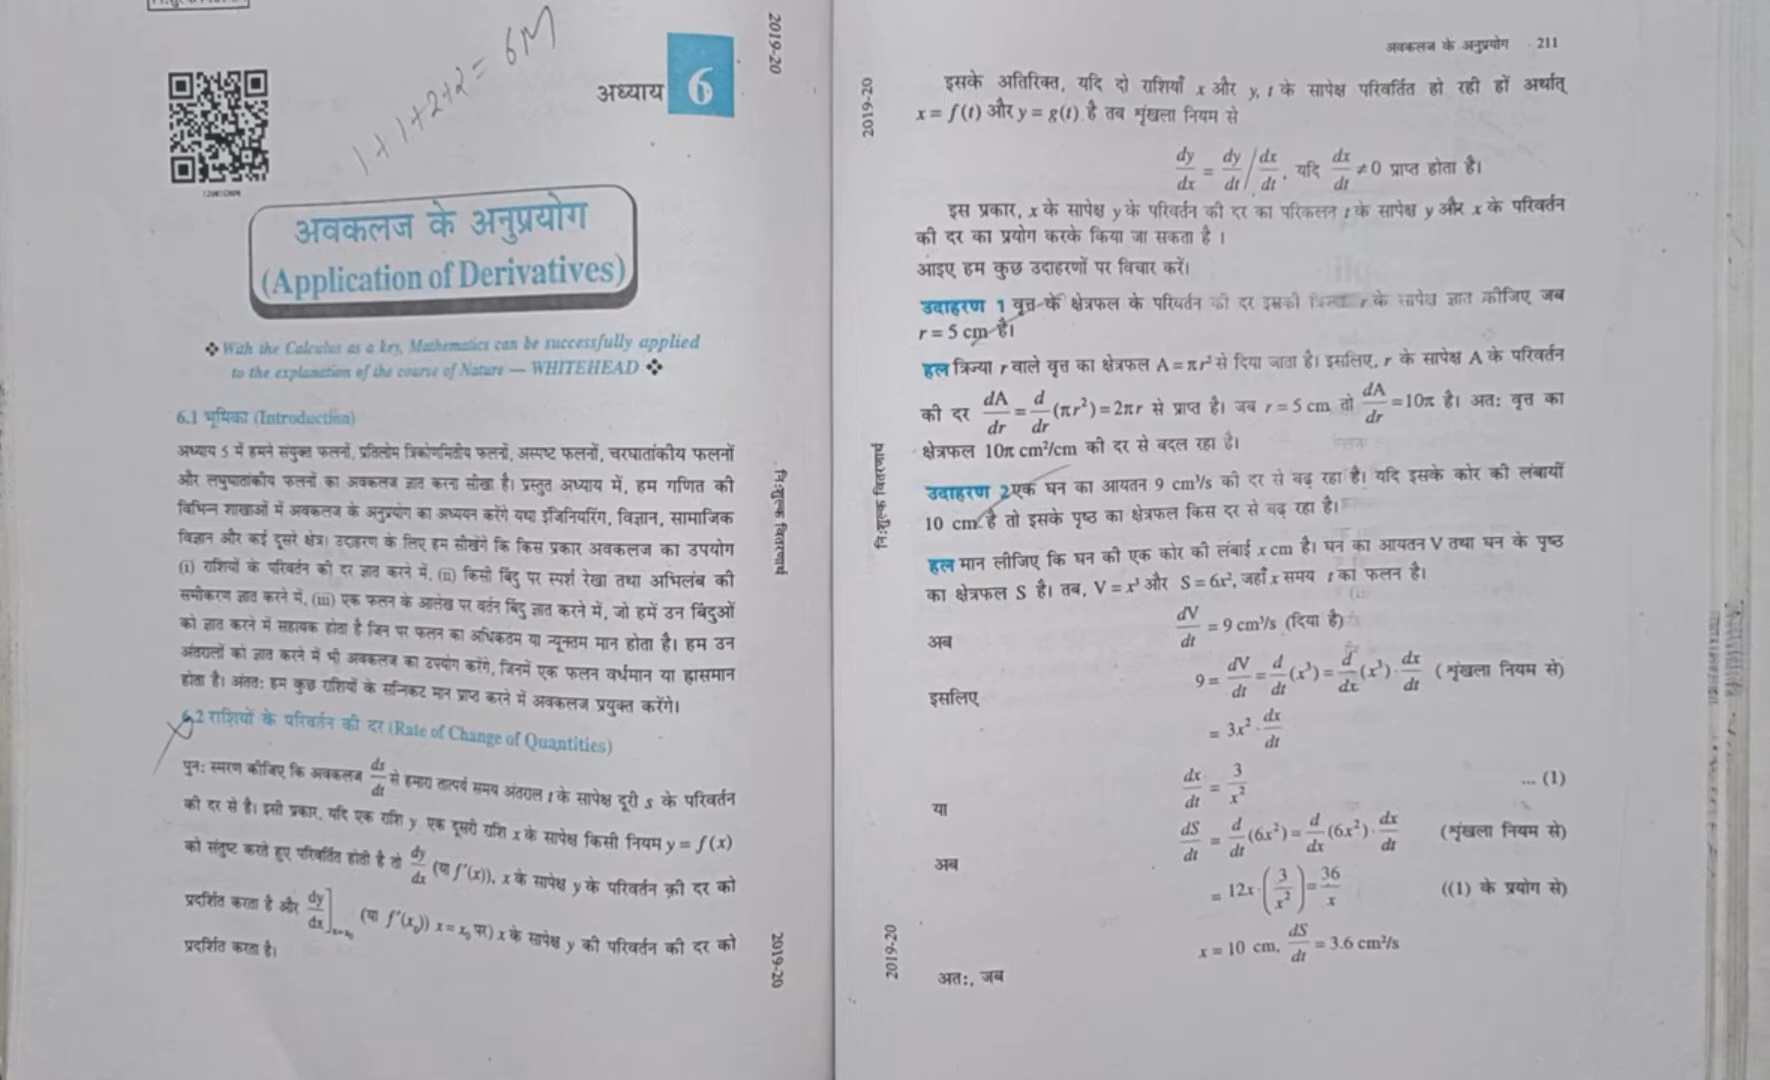 1+1+2+2= 6M
अध्याय 6
अवकलज के अनुप्रयोग
(Application of Derivatives)
❖ With the Calculus as a key, Mathematics can be successfully applied
to the explanation of the course of Nature — WHITEHEAD ❖
6.1 भूमिका (Introduction)
अध्याय 5 में हमने संयुक्त फलनों, प्रतिलोम त्रिकोणमितीय फलनों, अस्पष्ट फलनों, चरघातांकीय फलनों
और लघुघातांकीय फलनों का अवकलज ज्ञात करना सीखा है। प्रस्तुत अध्याय में, हम गणित की
विभिन्न शाखाओं में अवकलज के अनुप्रयोग का अध्ययन करेंगे यथा इंजिनियरिंग, विज्ञान, सामाजिक
विज्ञान और कई दूसरे क्षेत्र। उदाहरण के लिए हम सीखेंगे कि किस प्रकार अवकलज का उपयोग
(i) राशियों के परिवर्तन की दर ज्ञात करने में, (ii) किसी बिंदु पर स्पर्श रेखा तथा अभिलंब की
समीकरण ज्ञात करने में, (iii) एक फलन के आलेख पर वर्तन बिंदु ज्ञात करने में, जो हमें उन बिंदुओं
को ज्ञात करने में सहायक होता है जिन पर फलन का अधिकतम या न्यूनतम मान होता है। हम उन
अंतरालों को ज्ञात करने में भी अवकलज का उपयोग करेंगे, जिनमें एक फलन वर्धमान या ह्रासमान
होता है। अंततः हम कुछ राशियों के सन्निकट मान प्राप्त करने में अवकलज प्रयुक्त करेंगे।
6.2 राशियों के परिवर्तन की दर (Rate of Change of Quantities)
पुनः स्मरण कीजिए कि अवकलज ds/dt से हमारा तात्पर्य समय अंतराल t के सापेक्ष दूरी s के परिवर्तन
की दर से है। इसी प्रकार, यदि एक राशि y एक दूसरी राशि x के सापेक्ष किसी नियम y = f(x)
को संतुष्ट करते हुए परिवर्तित होती है तो dy/dx (या f′(x)), x के सापेक्ष y के परिवर्तन की दर को
प्रदर्शित करता है और dy/dx]x=x₀ (या f′(x₀)) x = x₀ पर) x के सापेक्ष y की परिवर्तन की दर को
प्रदर्शित करता है।
2019-20
नि:शुल्क वितरणार्थ
2019-20
अवकलज के अनुप्रयोग 211
इसके अतिरिक्त, यदि दो राशियाँ x और y, t के सापेक्ष परिवर्तित हो रही हों अर्थात्
x = f(t) और y = g(t) है तब शृंखला नियम से
dy/dx = dy/dt / dx/dt, यदि dx/dt ≠ 0 प्राप्त होता है।
इस प्रकार, x के सापेक्ष y के परिवर्तन की दर का परिकलन t के सापेक्ष y और x के परिवर्तन
की दर का प्रयोग करके किया जा सकता है ।
आइए हम कुछ उदाहरणों पर विचार करें।
उदाहरण 1 वृत्त के क्षेत्रफल के परिवर्तन की दर इसकी त्रिज्या r के सापेक्ष ज्ञात कीजिए जब
r = 5 cm है।
हल त्रिज्या r वाले वृत्त का क्षेत्रफल A = πr² से दिया जाता है। इसलिए, r के सापेक्ष A के परिवर्तन
की दर dA/dr = d/dr (πr²) = 2πr से प्राप्त है। जब r = 5 cm तो dA/dr = 10π है। अतः वृत्त का
क्षेत्रफल 10π cm²/cm की दर से बदल रहा है।
उदाहरण 2 एक घन का आयतन 9 cm³/s की दर से बढ़ रहा है। यदि इसके कोर की लंबायीं
10 cm है तो इसके पृष्ठ का क्षेत्रफल किस दर से बढ़ रहा है।
हल मान लीजिए कि घन की एक कोर की लंबाई x cm है। घन का आयतन V तथा घन के पृष्ठ
का क्षेत्रफल S है। तब, V = x³ और S = 6x², जहाँ x समय t का फलन है।
अब dV/dt = 9 cm³/s (दिया है)
इसलिए 9 = dV/dt = d/dt (x³) = d/dx (x³) · dx/dt (शृंखला नियम से)
= 3x² · dx/dt
या dx/dt = 3/x² ... (1)
अब dS/dt = d/dt (6x²) = d/dx (6x²) · dx/dt (शृंखला नियम से)
= 12x · (3/x²) = 36/x ((1) के प्रयोग से)
अतः, जब x = 10 cm, dS/dt = 3.6 cm²/s
2019-20
नि:शुल्क वितरणार्थ
2019-20